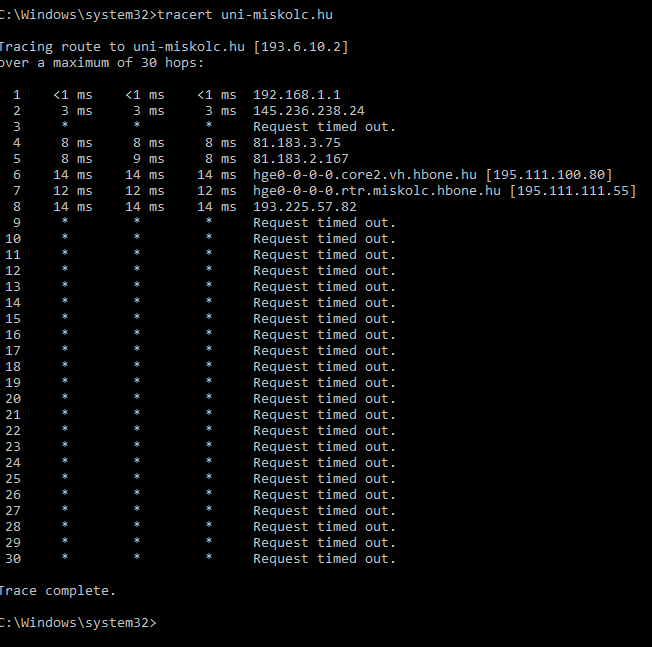 C:\Windows\system32>tracert uni-miskolc.hu
Tracing route to uni-miskolc.hu [193.6.10.2]
over a maximum of 30 hops:
1 <1 ms <1 ms <1 ms 192.168.1.1
2 3 ms 3 ms 3 ms 145.236.238.24
3 * * * Request timed out.
4 8 ms 8 ms 8 ms 81.183.3.75
5 8 ms 9 ms 8 ms 81.183.2.167
6 14 ms 14 ms 14 ms hge0-0-0-0.core2.vh.hbone.hu [195.111.100.80]
7 12 ms 12 ms 12 ms hge0-0-0-0.rtr.miskolc.hbone.hu [195.111.111.55]
8 14 ms 14 ms 14 ms 193.225.57.82
9 * * * Request timed out.
10 * * * Request timed out.
11 * * * Request timed out.
12 * * * Request timed out.
13 * * * Request timed out.
14 * * * Request timed out.
15 * * * Request timed out.
16 * * * Request timed out.
17 * * * Request timed out.
18 * * * Request timed out.
19 * * * Request timed out.
20 * * * Request timed out.
21 * * * Request timed out.
22 * * * Request timed out.
23 * * * Request timed out.
24 * * * Request timed out.
25 * * * Request timed out.
26 * * * Request timed out.
27 * * * Request timed out.
28 * * * Request timed out.
29 * * * Request timed out.
30 * * * Request timed out.
Trace complete.
C:\Windows\system32>